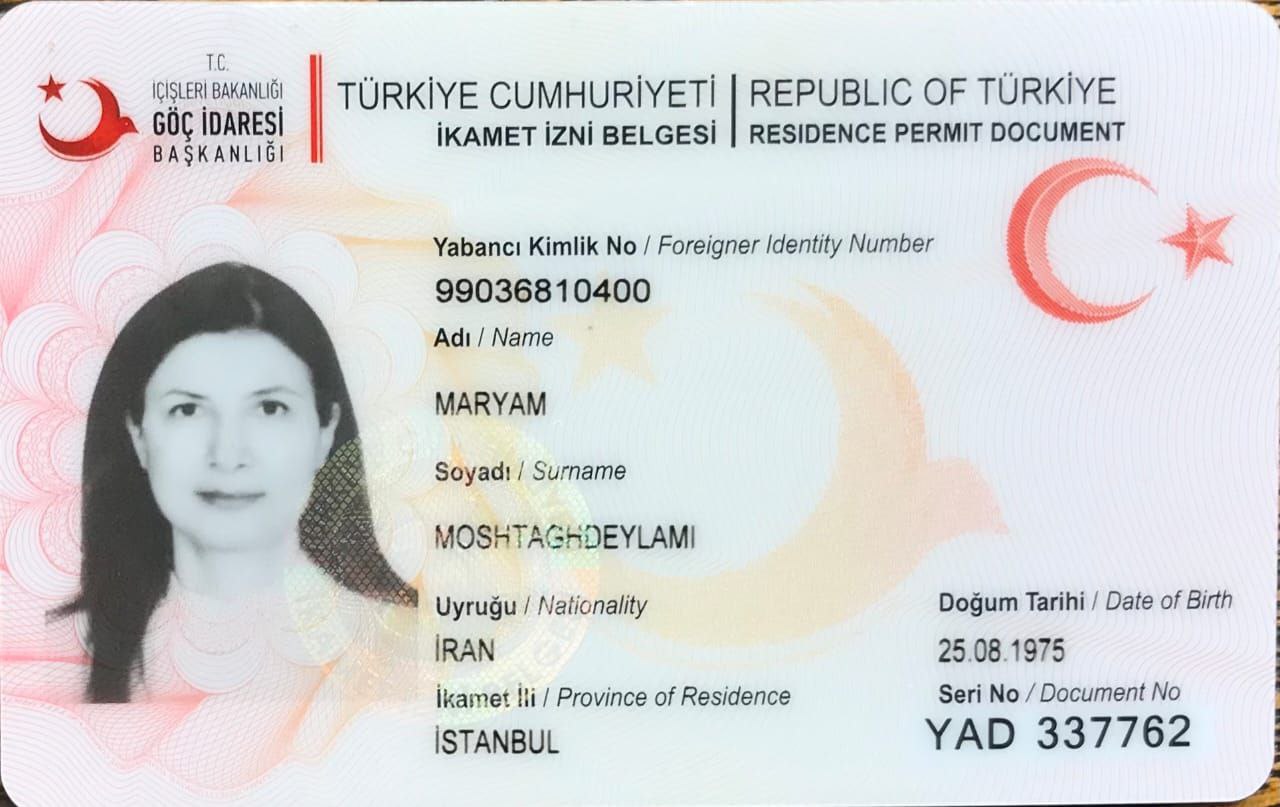 T.C.
İÇİŞLERİ BAKANLIĞI
GÖÇ İDARESİ
BAŞKANLIĞI
TÜRKİYE CUMHURİYETİ | REPUBLIC OF TÜRKİYE
İKAMET İZNİ BELGESİ | RESIDENCE PERMIT DOCUMENT
Yabancı Kimlik No / Foreigner Identity Number
99036810400
Adı / Name
MARYAM
Soyadı / Surname
MOSHTAGHDEYLAMI
Uyruğu / Nationality
İRAN
Doğum Tarihi / Date of Birth
25.08.1975
İkamet İli / Province of Residence
İSTANBUL
Seri No / Document No
YAD 337762